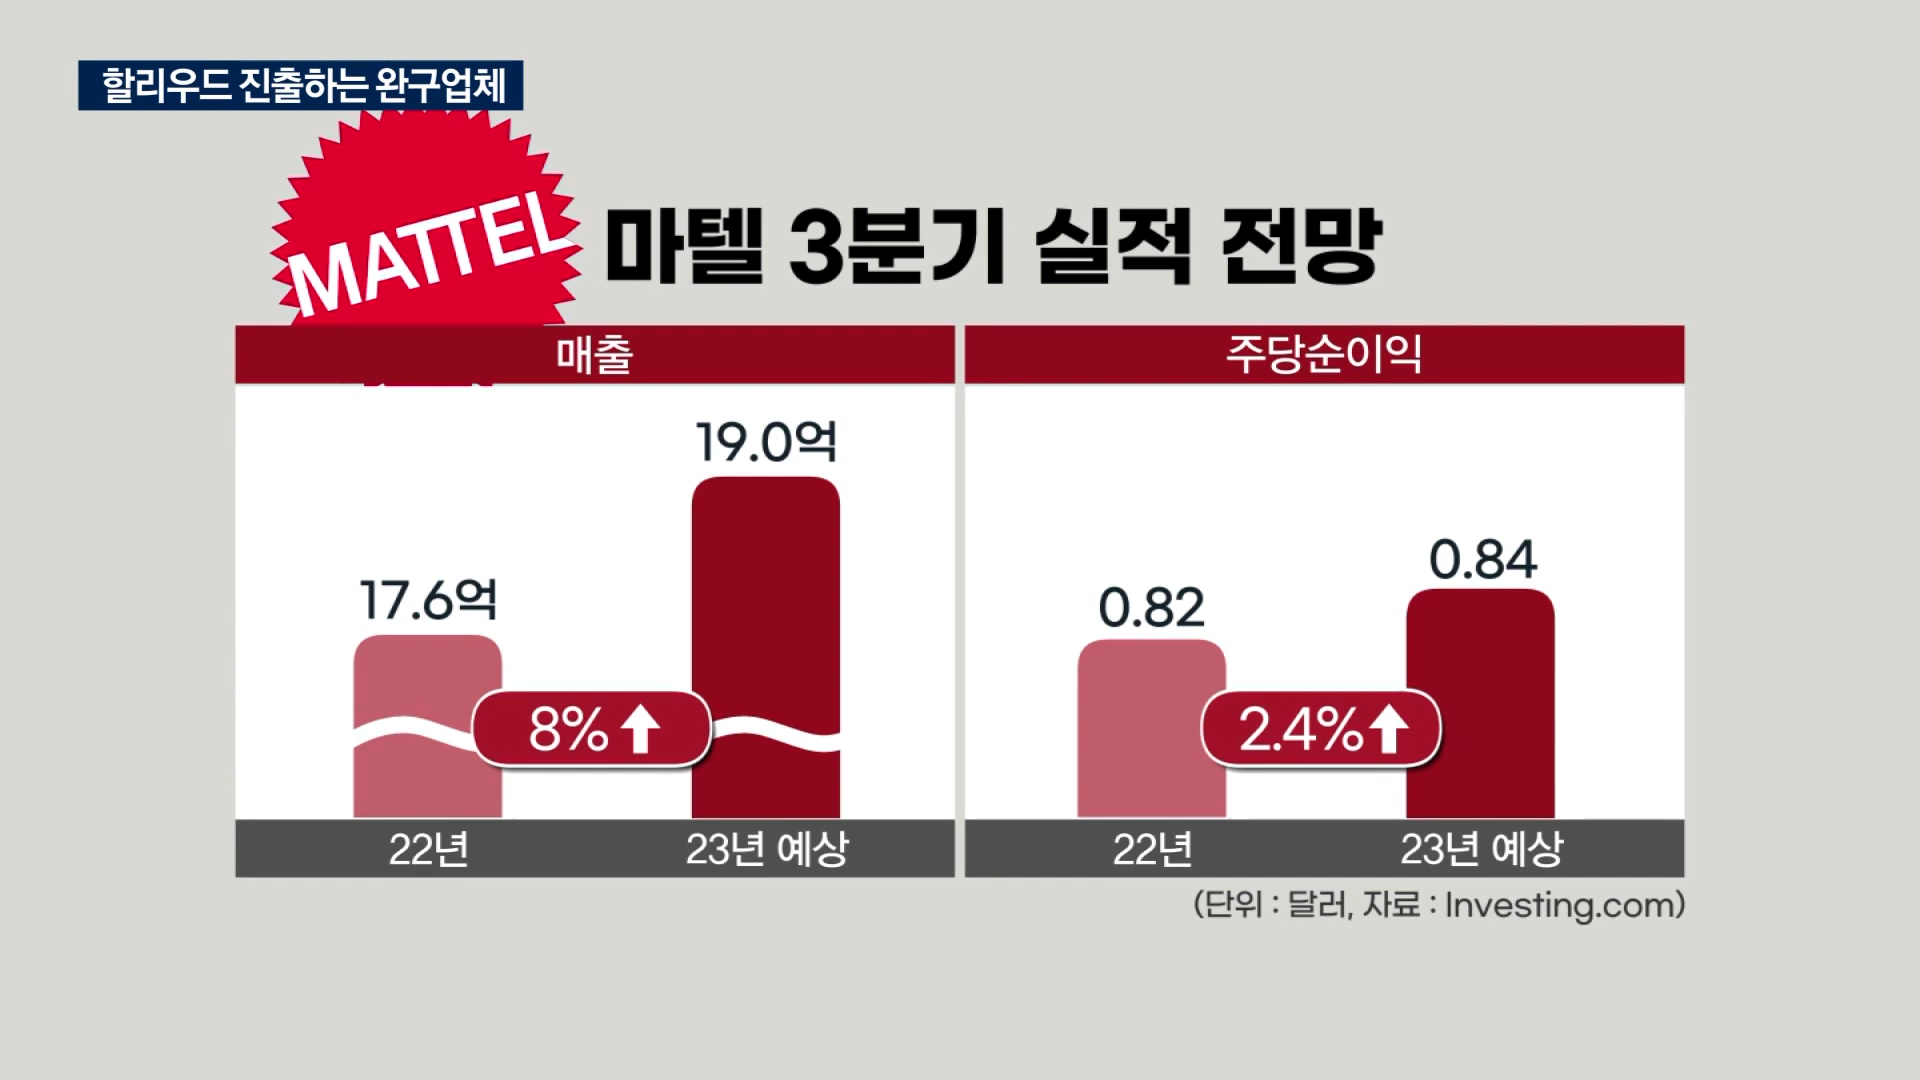 할리우드 진출하는 완구업체
MATTEL
마텔 3분기 실적 전망
매출
19.0억
17.6억
8%
22년
23년 예상
주당순이익
0.84
0.82
2.4%
22년
23년 예상
(단위 : 달러, 자료 : Investing.com)